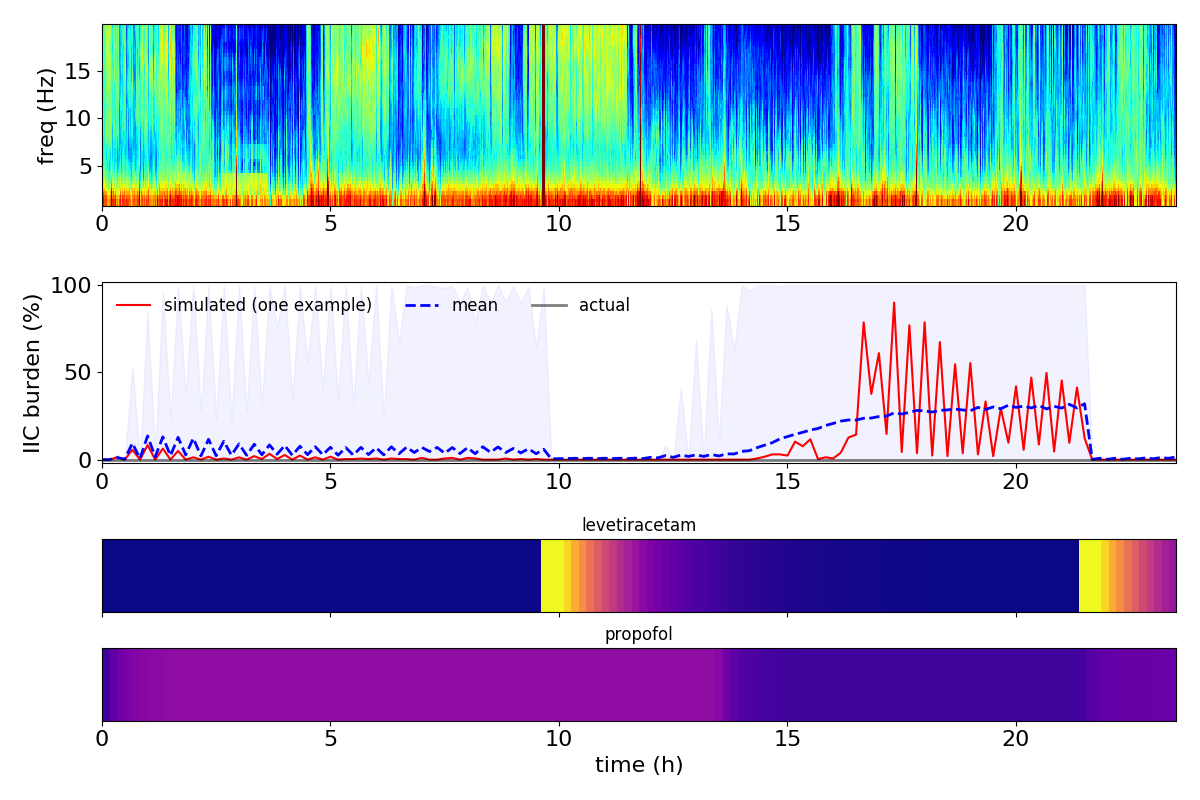 freq (Hz)
15
10
5
0 5 10 15 20
IIC burden (%)
100
50
0
simulated (one example) mean actual
0 5 10 15 20
levetiracetam
propofol
0 5 10 15 20
time (h)